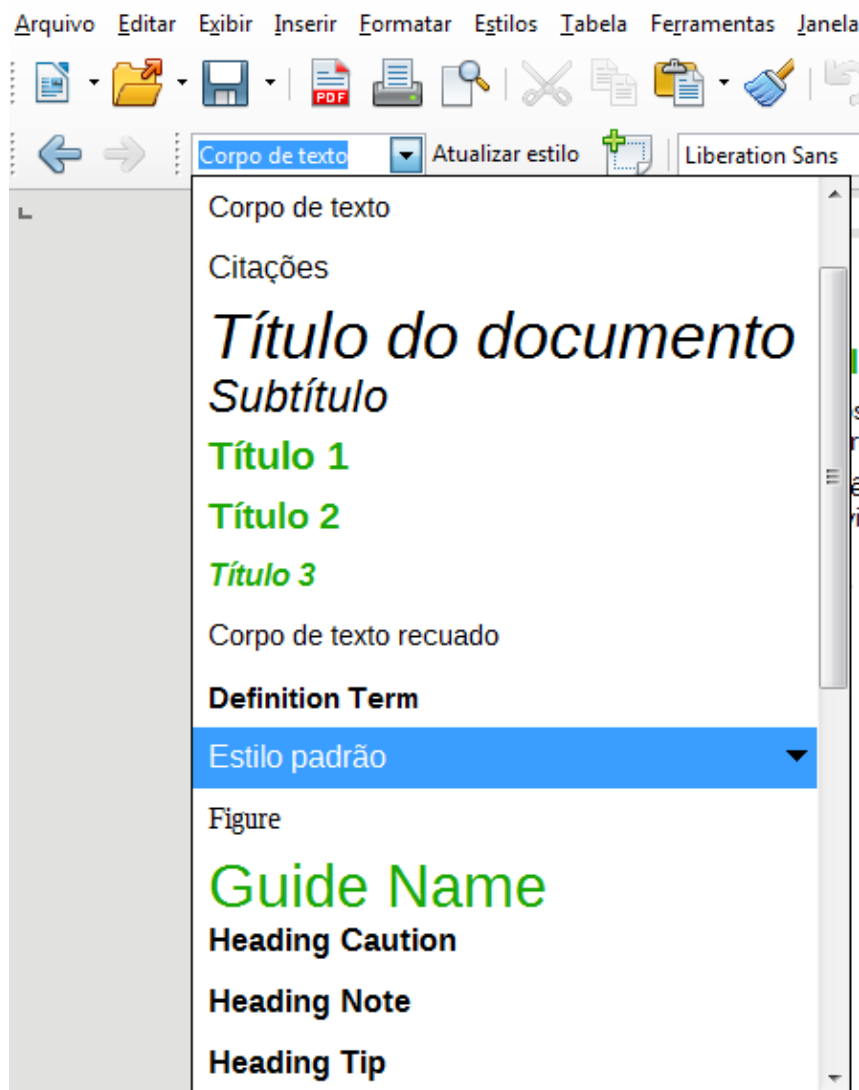 Arquivo Editar Exibir Inserir Formatar Estilos Tabela Ferramentas Janela
PDF
Corpo de texto Atualizar estilo Liberation Sans
Corpo de texto
Citações
Título do documento
Subtítulo
Título 1
Título 2
Título 3
Corpo de texto recuado
Definition Term
Estilo padrão
Figure
Guide Name
Heading Caution
Heading Note
Heading Tip